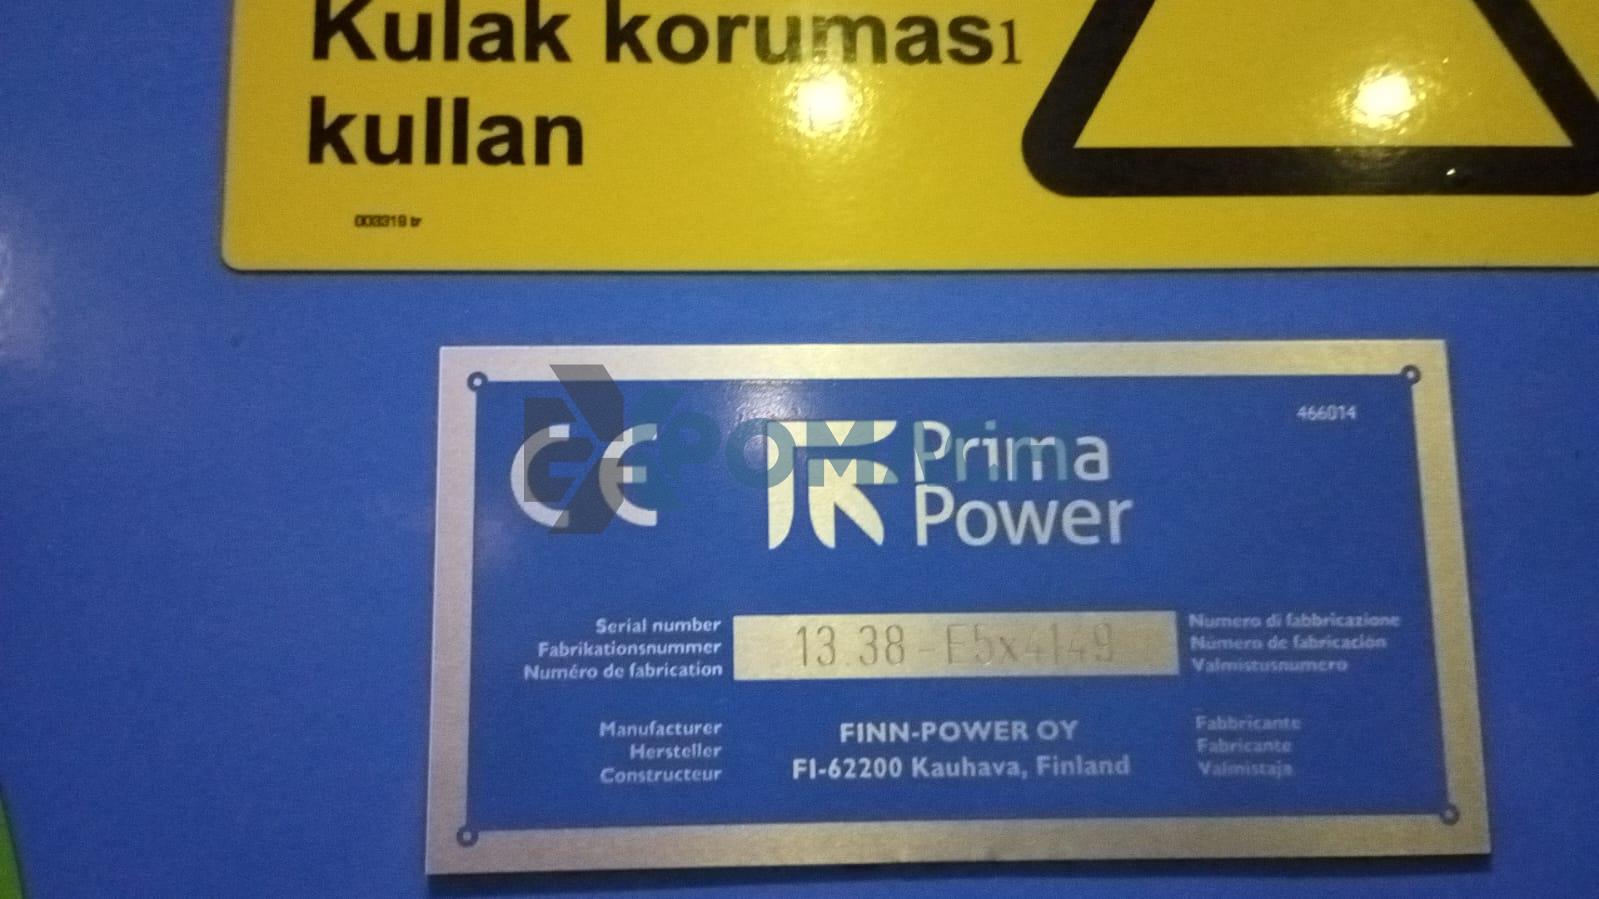 Kulak koruması
kullan
003319 tr
466014
CE
Prima
Power
Serial number
Fabrikationsnummer
Numéro de fabrication
13.38-E5x4149
Numero di fabbricazione
Número de fabricación
Valmistusnumero
Manufacturer
Hersteller
Constructeur
FINN-POWER OY
FI-62200 Kauhava, Finland
Fabbricante
Fabricante
Valmistaja